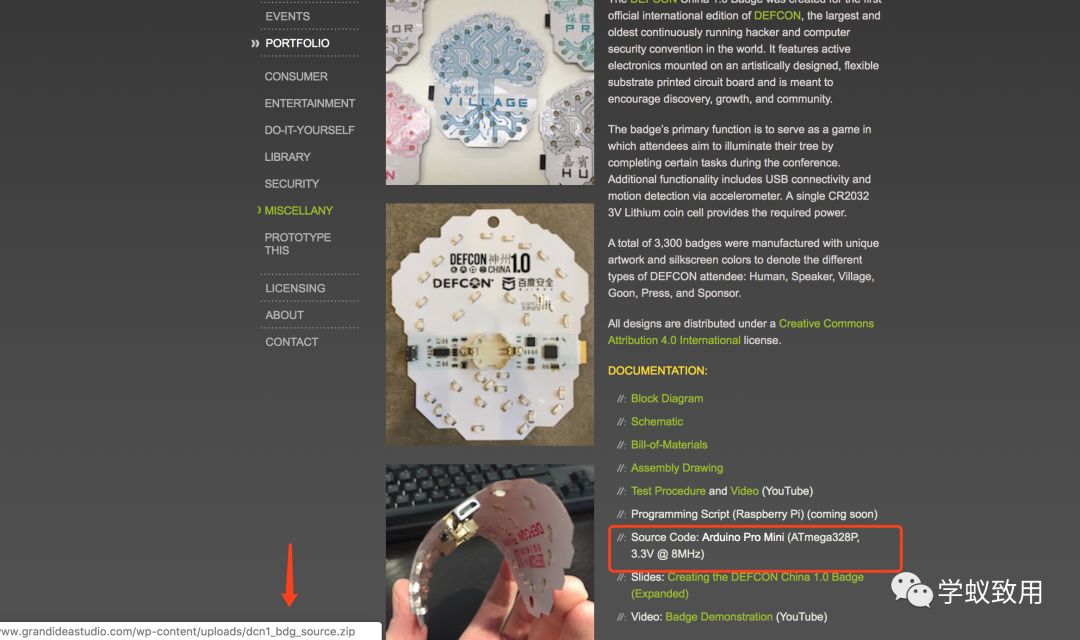 EVENTS
PORTFOLIO
CONSUMER
ENTERTAINMENT
DO-IT-YOURSELF
LIBRARY
SECURITY
MISCELLANY
PROTOTYPE
THIS
LICENSING
ABOUT
CONTACT
VILLAGE
DEFCON 神州
CHINA 1.0
DEFCON
百度安全
The DEFCON China 1.0 Badge was created for the first
official international edition of DEFCON, the largest and
oldest continuously running hacker and computer
security convention in the world. It features active
electronics mounted on an artistically designed, flexible
substrate printed circuit board and is meant to
encourage discovery, growth, and community.
The badge's primary function is to serve as a game in
which attendees aim to illuminate their tree by
completing certain tasks during the conference.
Additional functionality includes USB connectivity and
motion detection via accelerometer. A single CR2032
3V Lithium coin cell provides the required power.
A total of 3,300 badges were manufactured with unique
artwork and silkscreen colors to denote the different
types of DEFCON attendee: Human, Speaker, Village,
Goon, Press, and Sponsor.
All designs are distributed under a Creative Commons
Attribution 4.0 International license.
DOCUMENTATION:
//: Block Diagram
//: Schematic
//: Bill-of-Materials
//: Assembly Drawing
//: Test Procedure and Video (YouTube)
//: Programming Script (Raspberry Pi) (coming soon)
//: Source Code: Arduino Pro Mini (ATmega328P,
3.3V @ 8MHz)
//: Slides: Creating the DEFCON China 1.0 Badge
(Expanded)
//: Video: Badge Demonstration (YouTube)
学蚁致用
www.grandideastudio.com/wp-content/uploads/dcn1_bdg_source.zip